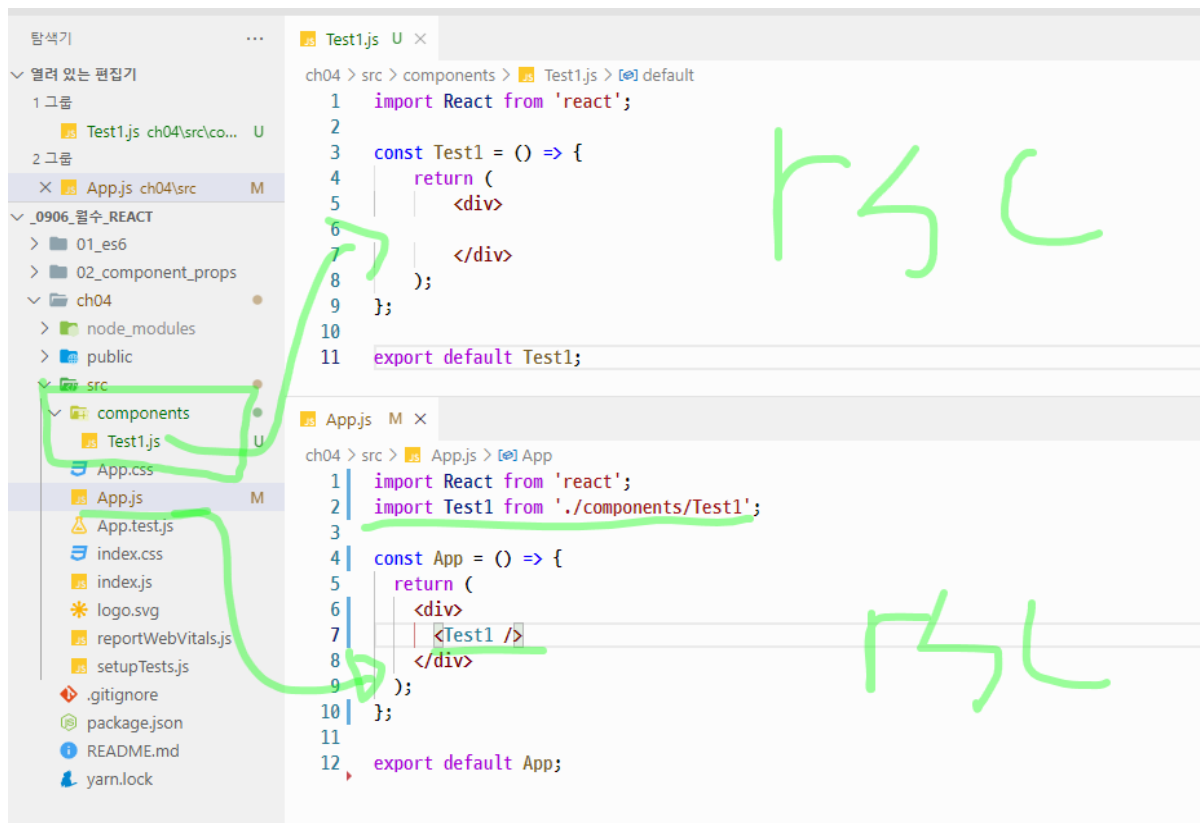 탐색기 ...
열려 있는 편집기
1 그룹
Test1.js ch04\src\co... U
2 그룹
App.js ch04\src M
_0906_월수_REACT
01_es6
02_component_props
ch04
node_modules
public
src
components
Test1.js U
App.css
App.js M
App.test.js
index.css
index.js
logo.svg
reportWebVitals.js
setupTests.js
.gitignore
package.json
README.md
yarn.lock
Test1.js U
ch04 > src > components > Test1.js > default
1 import React from 'react';
2
3 const Test1 = () => {
4 return (
5 <div>
6
7 </div>
8 );
9 };
10
11 export default Test1;
rsc
App.js M
ch04 > src > App.js > App
1 import React from 'react';
2 import Test1 from './components/Test1';
3
4 const App = () => {
5 return (
6 <div>
7 <Test1 />
8 </div>
9 );
10 };
11
12 export default App;
rsc